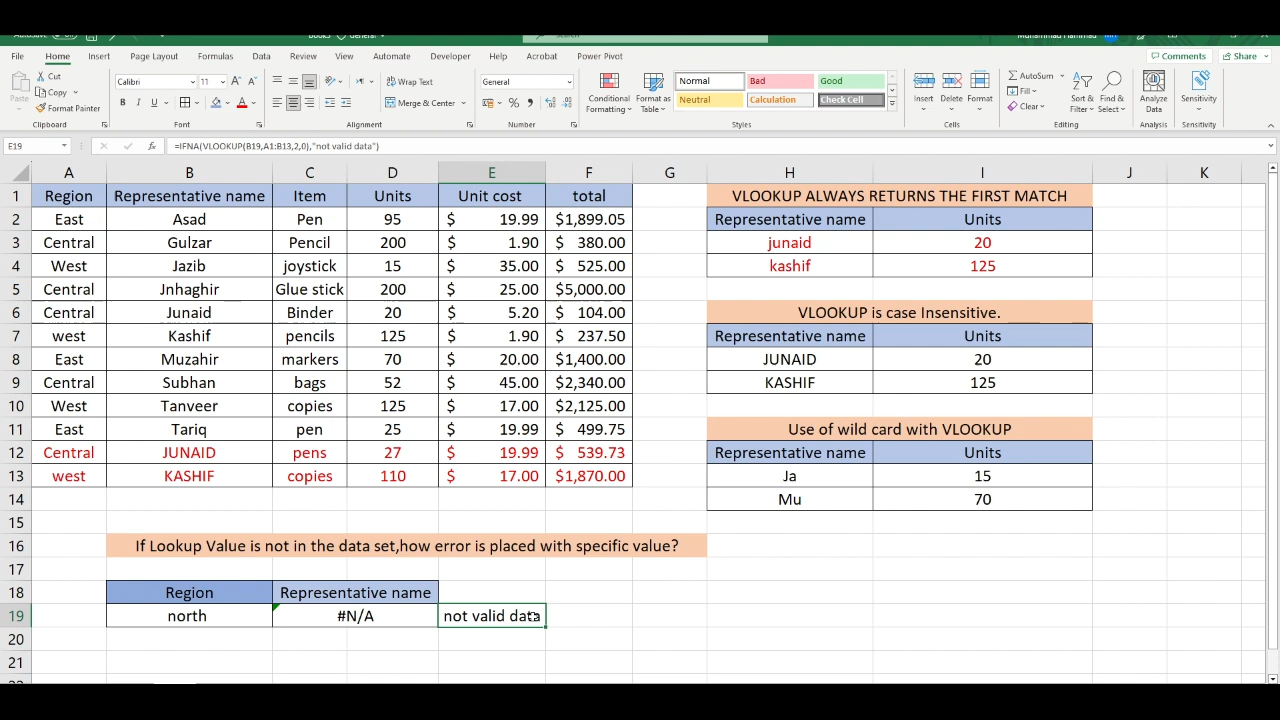 File Home Insert Page Layout Formulas Data Review View Automate Developer Help Acrobat Power Pivot Comments Share
Paste Cut Copy Format Painter Clipboard
Calibri 11 B I U Font
Wrap Text Merge & Center Alignment
General Number
Conditional Formatting Format as Table Normal Bad Good Neutral Calculation Check Cell Styles
Insert Delete Format Cells
AutoSum Fill Clear Sort & Filter Find & Select Editing
Analyze Data Analysis
Sensitivity Sensitivity
E19 fx =IFNA(VLOOKUP(B19,A1:B13,2,0),"not valid data")
A B C D E F G H I J K
1 Region Representative name Item Units Unit cost total VLOOKUP ALWAYS RETURNS THE FIRST MATCH
2 East Asad Pen 95 $ 19.99 $1,899.05 Representative name Units
3 Central Gulzar Pencil 200 $ 1.90 $ 380.00 junaid 20
4 West Jazib joystick 15 $ 35.00 $ 525.00 kashif 125
5 Central Jnhaghir Glue stick 200 $ 25.00 $5,000.00
6 Central Junaid Binder 20 $ 5.20 $ 104.00 VLOOKUP is case Insensitive.
7 west Kashif pencils 125 $ 1.90 $ 237.50 Representative name Units
8 East Muzahir markers 70 $ 20.00 $1,400.00 JUNAID 20
9 Central Subhan bags 52 $ 45.00 $2,340.00 KASHIF 125
10 West Tanveer copies 125 $ 17.00 $2,125.00
11 East Tariq pen 25 $ 19.99 $ 499.75 Use of wild card with VLOOKUP
12 Central JUNAID pens 27 $ 19.99 $ 539.73 Representative name Units
13 west KASHIF copies 110 $ 17.00 $1,870.00 Ja 15
14 Mu 70
15
16 If Lookup Value is not in the data set,how error is placed with specific value?
17
18 Region Representative name
19 north #N/A not valid data
20
21